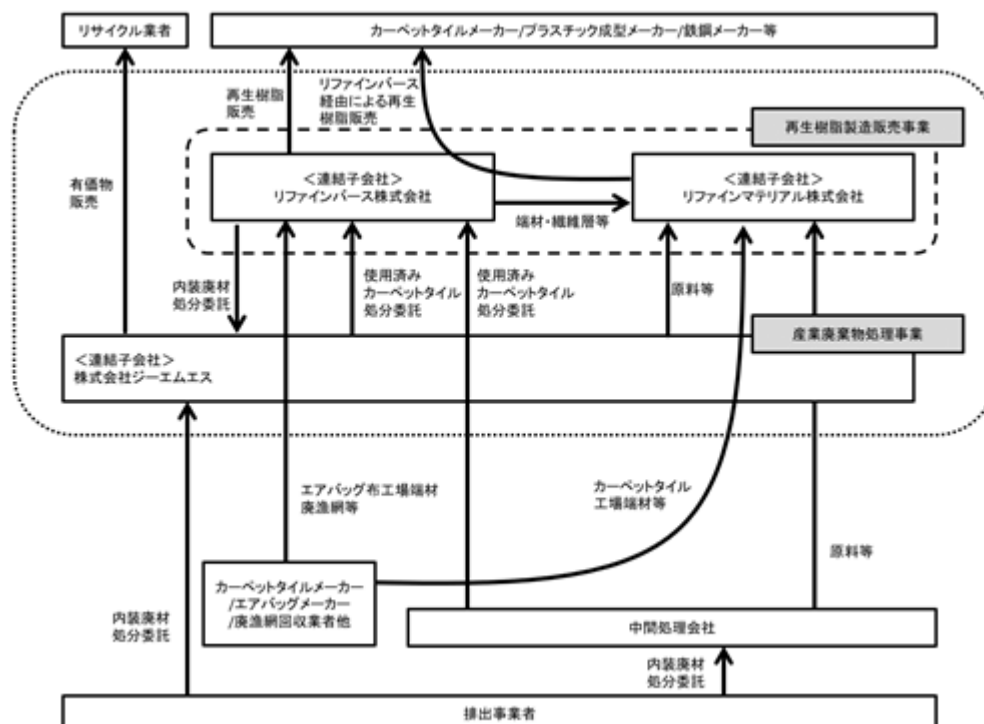 リサイクル業者
カーペットタイルメーカー/プラスチック成型メーカー/鉄鋼メーカー等
再生樹脂
販売
リファインバース
経由による再生
樹脂販売
再生樹脂製造販売事業
有価物
販売
<連結子会社>
リファインバース株式会社
<連結子会社>
リファインマテリアル株式会社
端材・繊維層等
内装廃材
処分委託
使用済み
カーペットタイル
処分委託
使用済み
カーペットタイル
処分委託
原料等
産業廃棄物処理事業
<連結子会社>
株式会社ジーエムエス
エアバッグ布工場端材
廃漁網等
カーペットタイル
工場端材等
原料等
カーペットタイルメーカー
/エアバッグメーカー
/廃漁網回収業者他
内装廃材
処分委託
中間処理会社
内装廃材
処分委託
排出事業者